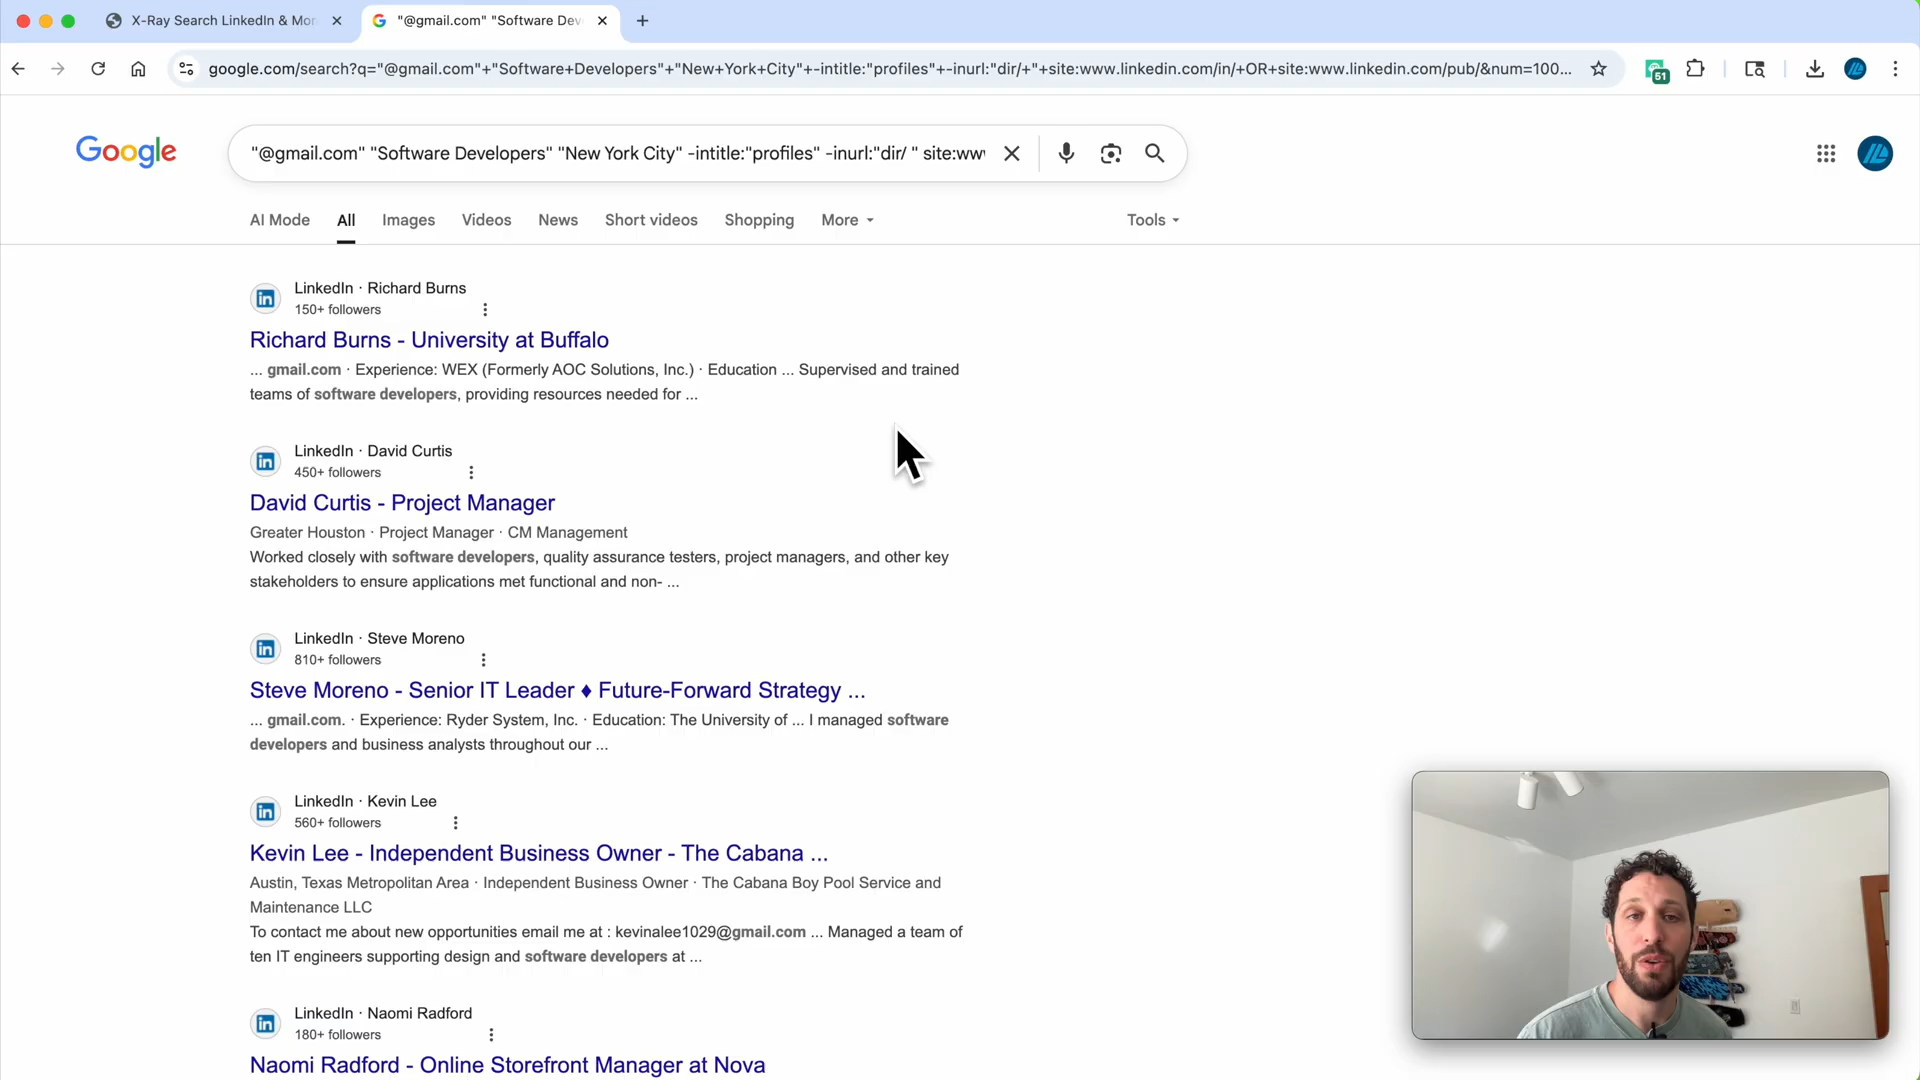 X-Ray Search LinkedIn & Mor
"@gmail.com" "Software Dev
google.com/search?q="@gmail.com"+"Software+Developers"+"New+York+City"+-intitle:"profiles"+-inurl:"dir/+"+site:www.linkedin.com/in/+OR+site:www.linkedin.com/pub/&num=100...
51
Google
"@gmail.com" "Software Developers" "New York City" -intitle:"profiles" -inurl:"dir/ " site:www
AI Mode
All
Images
Videos
News
Short videos
Shopping
More
Tools
LinkedIn · Richard Burns
150+ followers
Richard Burns - University at Buffalo
... gmail.com · Experience: WEX (Formerly AOC Solutions, Inc.) · Education ... Supervised and trained
teams of software developers, providing resources needed for ...
LinkedIn · David Curtis
450+ followers
David Curtis - Project Manager
Greater Houston · Project Manager · CM Management
Worked closely with software developers, quality assurance testers, project managers, and other key
stakeholders to ensure applications met functional and non- ...
LinkedIn · Steve Moreno
810+ followers
Steve Moreno - Senior IT Leader ♦ Future-Forward Strategy ...
... gmail.com. · Experience: Ryder System, Inc. · Education: The University of ... I managed software
developers and business analysts throughout our ...
LinkedIn · Kevin Lee
560+ followers
Kevin Lee - Independent Business Owner - The Cabana ...
Austin, Texas Metropolitan Area · Independent Business Owner · The Cabana Boy Pool Service and
Maintenance LLC
To contact me about new opportunities email me at : kevinalee1029@gmail.com ... Managed a team of
ten IT engineers supporting design and software developers at ...
LinkedIn · Naomi Radford
180+ followers
Naomi Radford - Online Storefront Manager at Nova